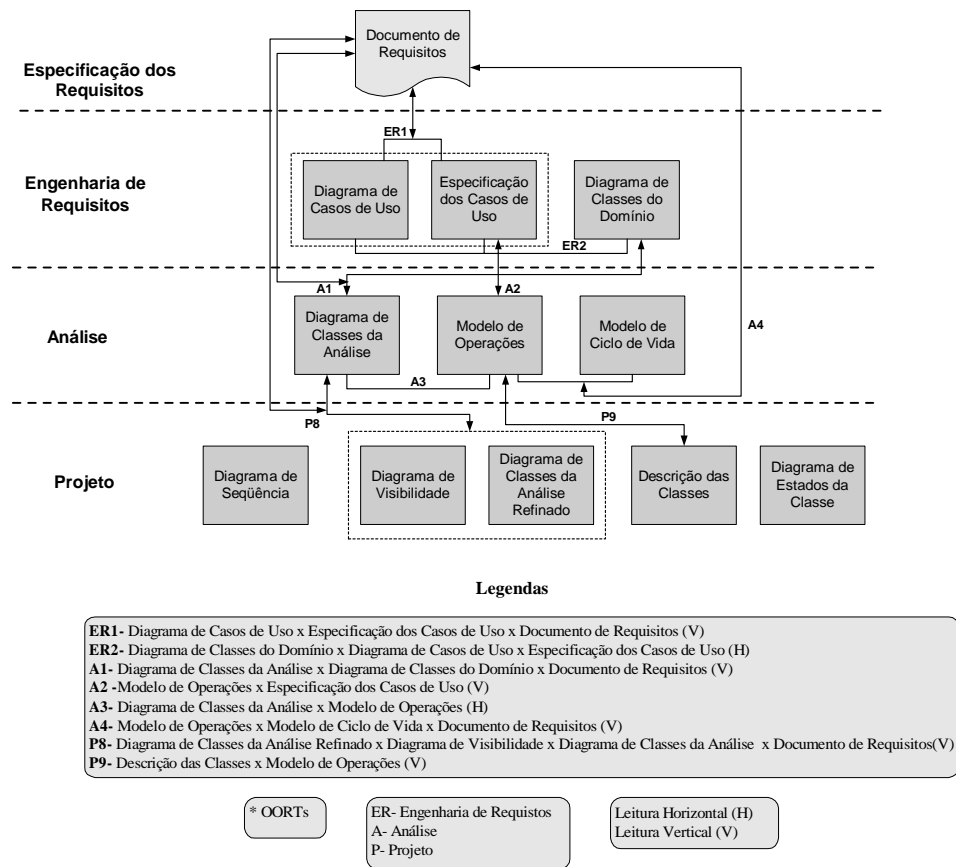 Documento de
Requisitos
Especificação dos
Requisitos
ER1
Engenharia de
Requisitos
Diagrama de
Casos de Uso
Especificação
dos Casos de
Uso
Diagrama de
Classes do
Domínio
ER2
A1
A2
Análise
Diagrama de
Classes da
Análise
Modelo de
Operações
Modelo de
Ciclo de Vida
A4
A3
P8
P9
Projeto
Diagrama de
Seqüência
Diagrama de
Visibilidade
Diagrama de
Classes da
Análise
Refinado
Descrição das
Classes
Diagrama de
Estados da
Classe
Legendas
ER1- Diagrama de Casos de Uso x Especificação dos Casos de Uso x Documento de Requisitos (V)
ER2- Diagrama de Classes do Domínio x Diagrama de Casos de Uso x Especificação dos Casos de Uso (H)
A1- Diagrama de Classes da Análise x Diagrama de Classes do Domínio x Documento de Requisitos (V)
A2 -Modelo de Operações x Especificação dos Casos de Uso (V)
A3- Diagrama de Classes da Análise x Modelo de Operações (H)
A4- Modelo de Operações x Modelo de Ciclo de Vida x Documento de Requisitos (V)
P8- Diagrama de Classes da Análise Refinado x Diagrama de Visibilidade x Diagrama de Classes da Análise x Documento de Requisitos(V)
P9- Descrição das Classes x Modelo de Operações (V)
* OORTs
ER- Engenharia de Requistos
A- Análise
P- Projeto
Leitura Horizontal (H)
Leitura Vertical (V)